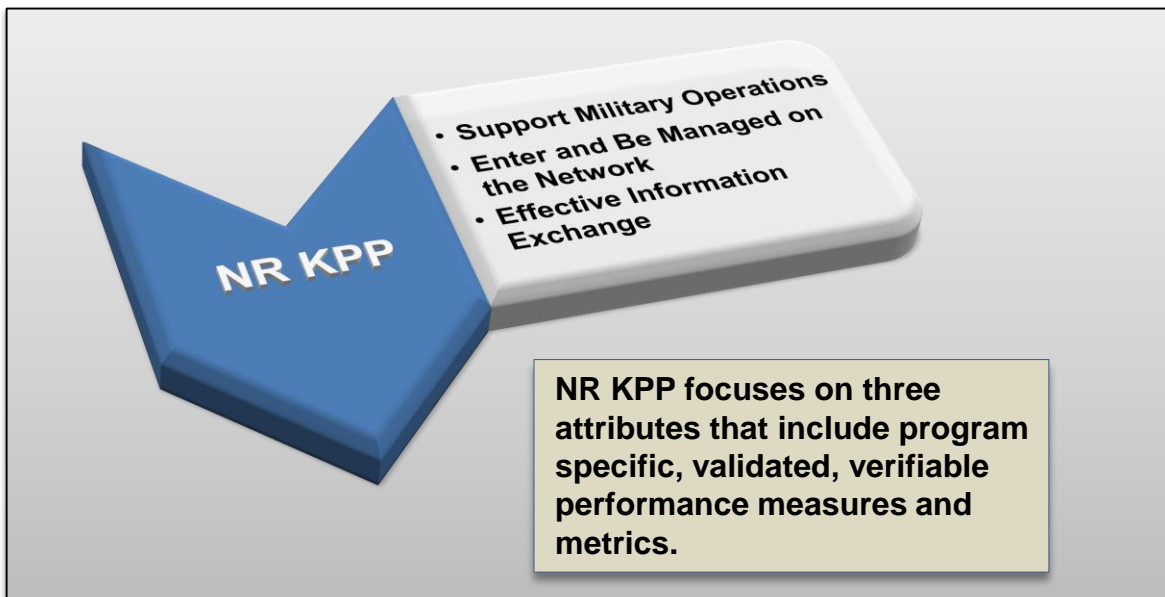 • Support Military Operations
• Enter and Be Managed on
the Network
• Effective Information
Exchange
NR KPP
NR KPP focuses on three
attributes that include program
specific, validated, verifiable
performance measures and
metrics.